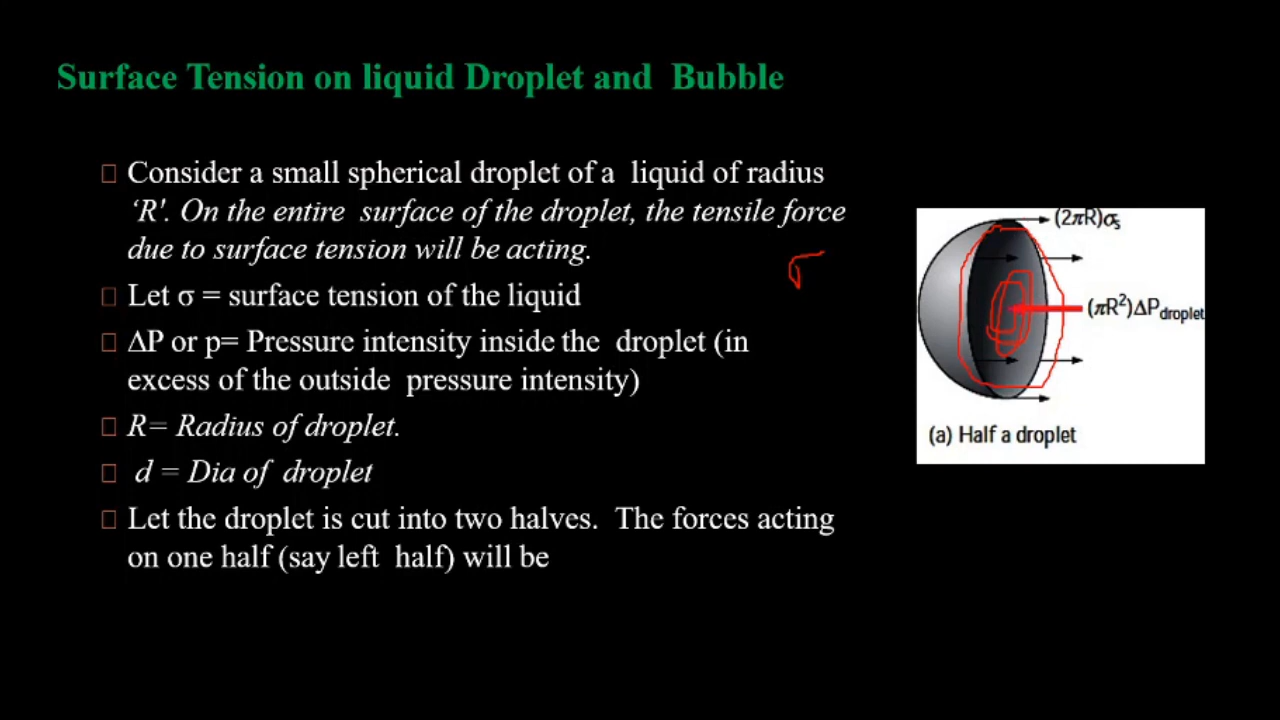 Surface Tension on liquid Droplet and Bubble
Consider a small spherical droplet of a liquid of radius
‘R'. On the entire surface of the droplet, the tensile force
due to surface tension will be acting.
σ
Let σ = surface tension of the liquid
ΔP or p= Pressure intensity inside the droplet (in
excess of the outside pressure intensity)
R= Radius of droplet.
d = Dia of droplet
Let the droplet is cut into two halves. The forces acting
on one half (say left half) will be
(2πR)σs
(πR²)ΔPdroplet
(a) Half a droplet